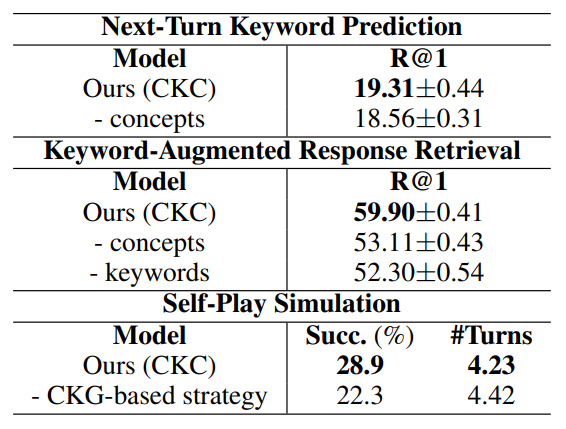 Next-Turn Keyword Prediction
Model R@1
Ours (CKC) 19.31±0.44
- concepts 18.56±0.31
Keyword-Augmented Response Retrieval
Model R@1
Ours (CKC) 59.90±0.41
- concepts 53.11±0.43
- keywords 52.30±0.54
Self-Play Simulation
Model Succ. (%) #Turns
Ours (CKC) 28.9 4.23
- CKG-based strategy 22.3 4.42